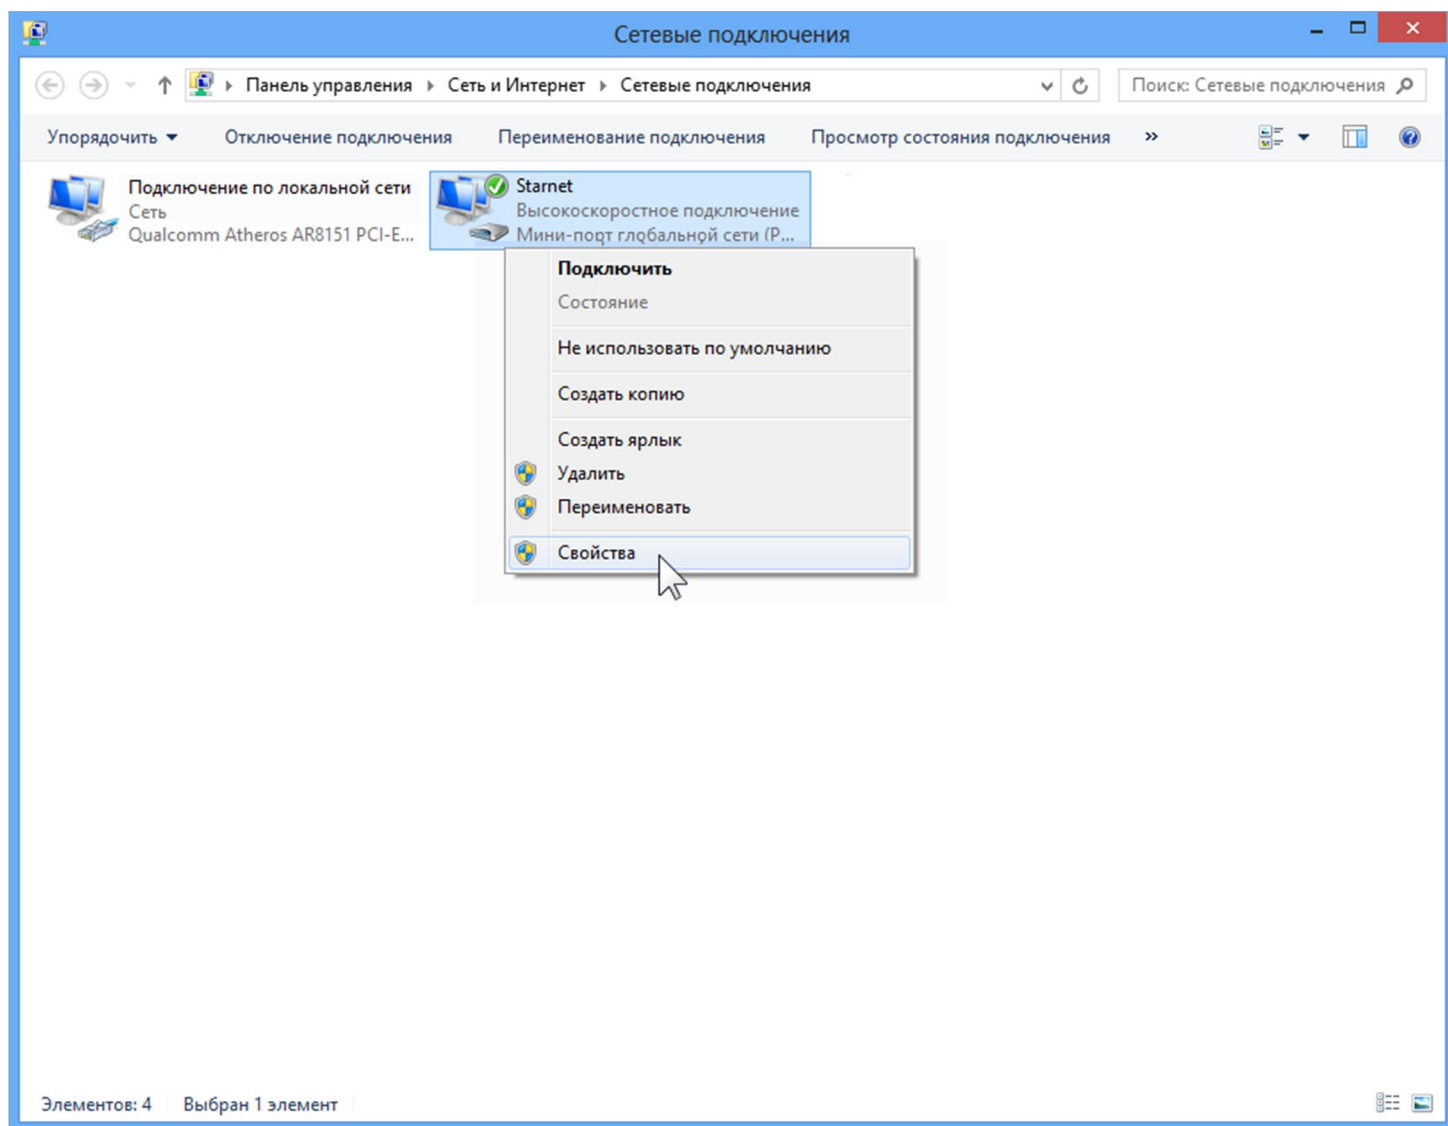 Сетевые подключения
Панель управления Сеть и Интернет Сетевые подключения
Поиск: Сетевые подключения
Упорядочить Отключение подключения Переименование подключения Просмотр состояния подключения »
Подключение по локальной сети
Сеть
Qualcomm Atheros AR8151 PCI-E...
Starnet
Высокоскоростное подключение
Мини-порт глобальной сети (P...
Подключить
Состояние
Не использовать по умолчанию
Создать копию
Создать ярлык
Удалить
Переименовать
Свойства
Элементов: 4 Выбран 1 элемент